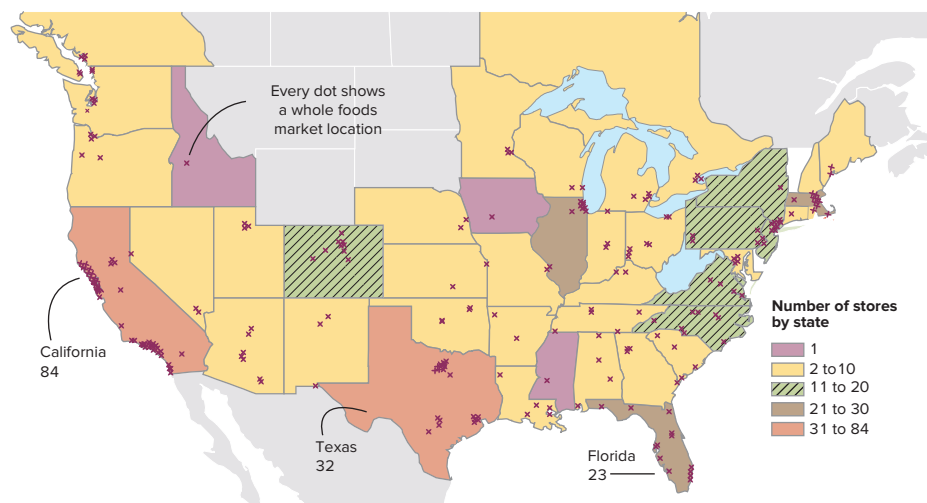 Every dot shows
a whole foods
market location
California
84
Texas
32
Florida
23
Number of stores
by state
1
2 to 10
11 to 20
21 to 30
31 to 84